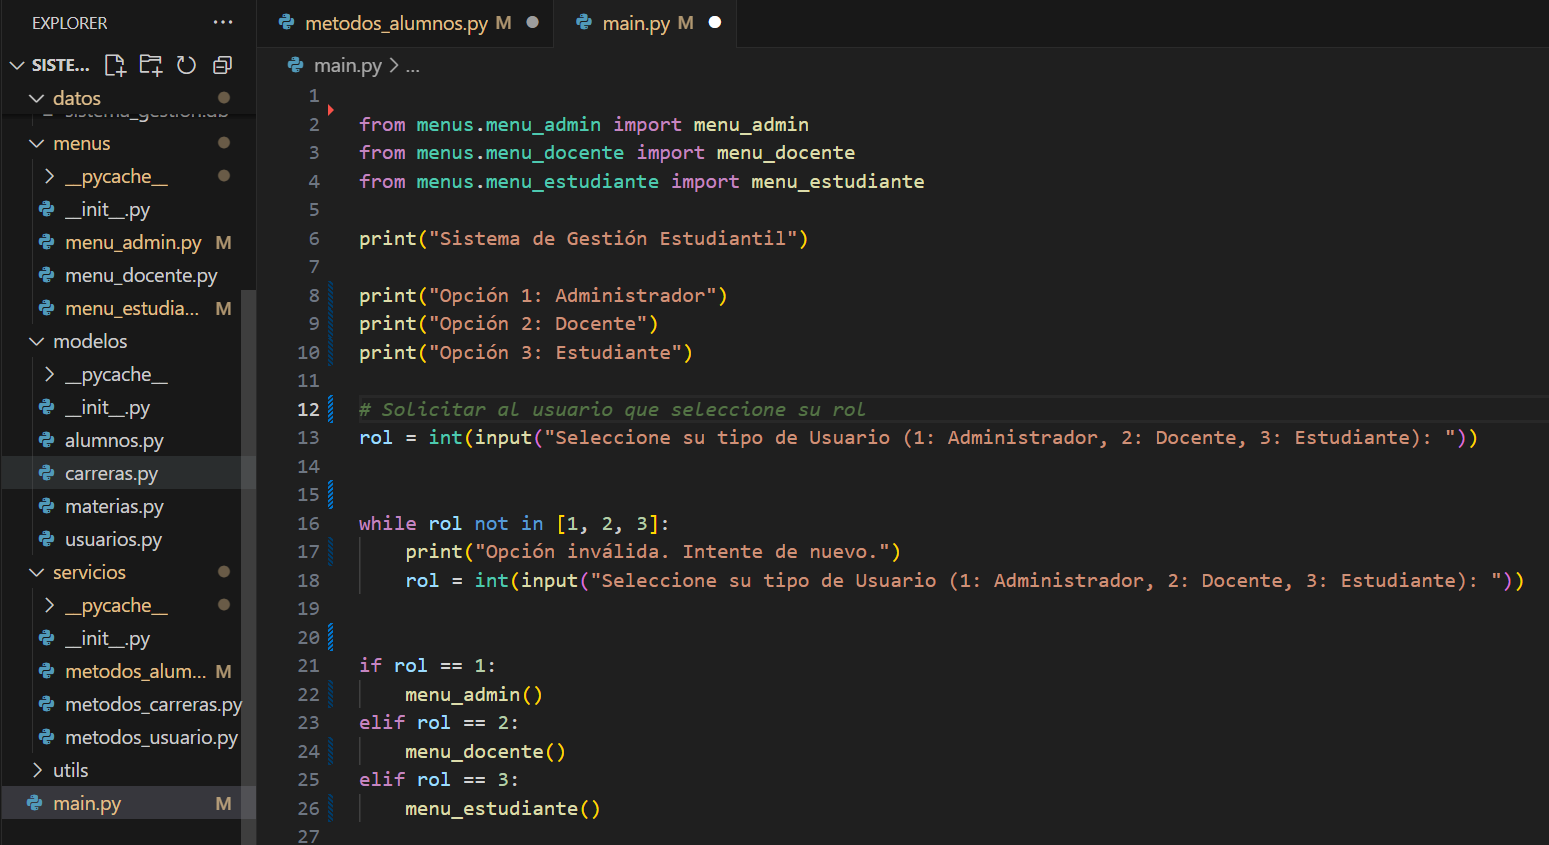 EXPLORER ...
SISTE...
datos
sistema_gestion.db
menus
__pycache__
__init__.py
menu_admin.py M
menu_docente.py
menu_estudia... M
modelos
__pycache__
__init__.py
alumnos.py
carreras.py
materias.py
usuarios.py
servicios
__pycache__
__init__.py
metodos_alum... M
metodos_carreras.py
metodos_usuario.py
utils
main.py M
metodos_alumnos.py M
main.py M
main.py > ...
1
2 from menus.menu_admin import menu_admin
3 from menus.menu_docente import menu_docente
4 from menus.menu_estudiante import menu_estudiante
5
6 print("Sistema de Gestión Estudiantil")
7
8 print("Opción 1: Administrador")
9 print("Opción 2: Docente")
10 print("Opción 3: Estudiante")
11
12 # Solicitar al usuario que seleccione su rol
13 rol = int(input("Seleccione su tipo de Usuario (1: Administrador, 2: Docente, 3: Estudiante): "))
14
15
16 while rol not in [1, 2, 3]:
17     print("Opción inválida. Intente de nuevo.")
18     rol = int(input("Seleccione su tipo de Usuario (1: Administrador, 2: Docente, 3: Estudiante): "))
19
20
21 if rol == 1:
22     menu_admin()
23 elif rol == 2:
24     menu_docente()
25 elif rol == 3:
26     menu_estudiante()
27